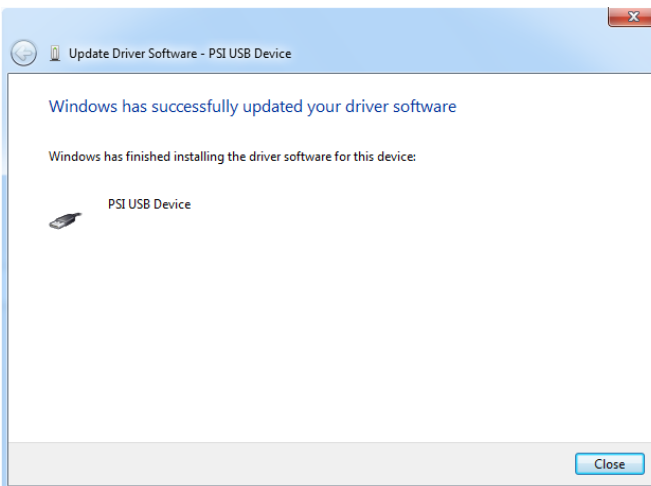 Update Driver Software - PSI USB Device
Windows has successfully updated your driver software
Windows has finished installing the driver software for this device:
PSI USB Device
Close